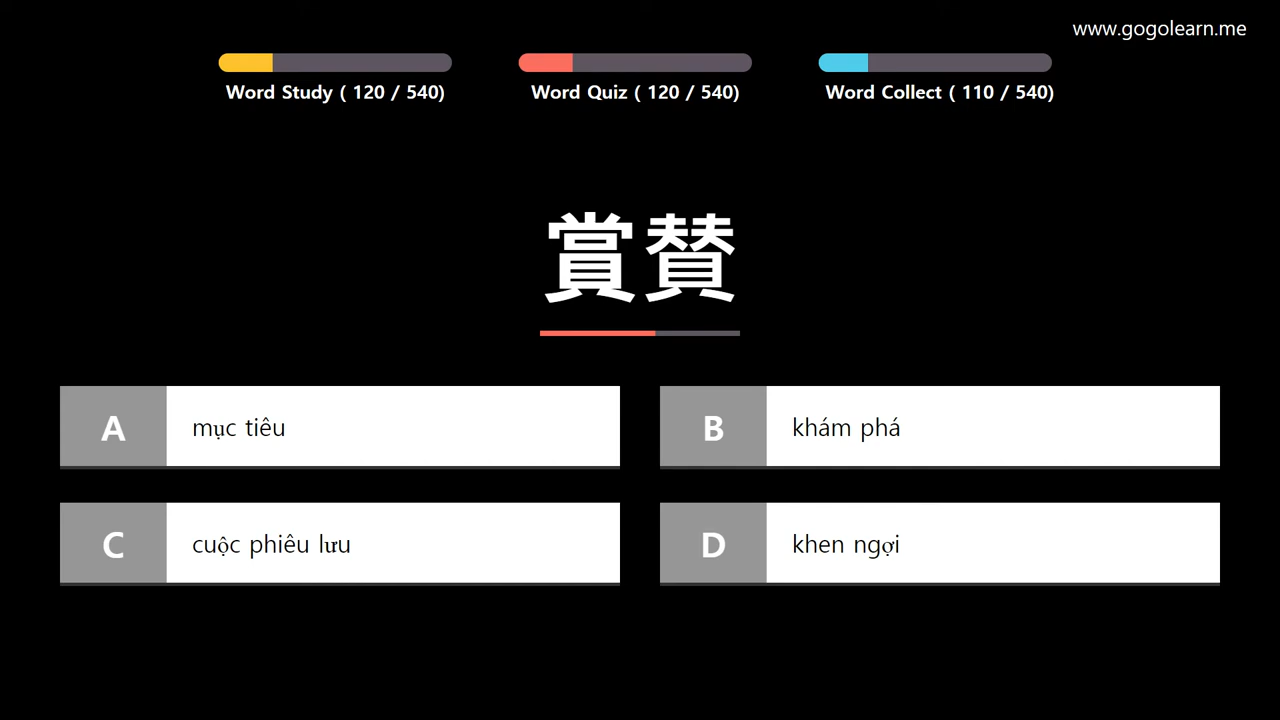 www.gogolearn.me
Word Study ( 120 / 540)
Word Quiz ( 120 / 540)
Word Collect ( 110 / 540)
賞賛
A mục tiêu
B khám phá
C cuộc phiêu lưu
D khen ngợi